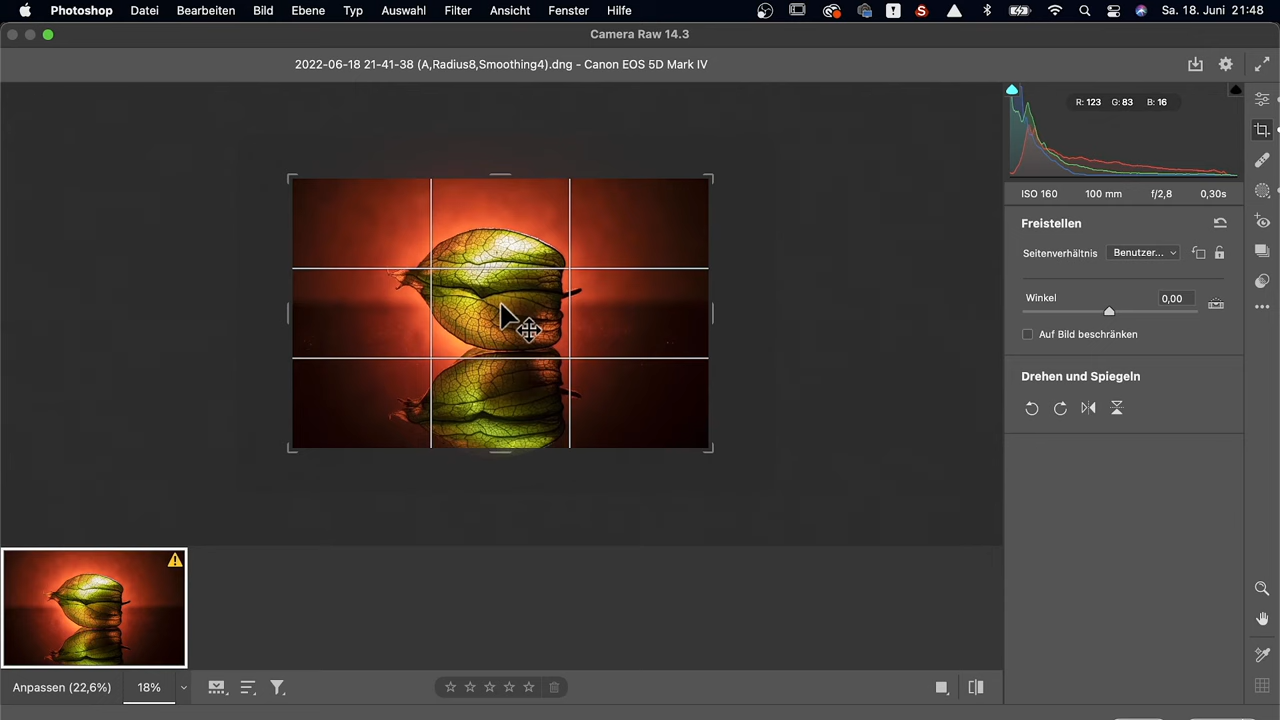 Photoshop Datei Bearbeiten Bild Ebene Typ Auswahl Filter Ansicht Fenster Hilfe Sa. 18. Juni 21:48
Camera Raw 14.3
2022-06-18 21-41-38 (A,Radius8,Smoothing4).dng - Canon EOS 5D Mark IV
R: 123 G: 83 B: 16
ISO 160 100 mm f/2,8 0,30s
Freistellen
Seitenverhältnis Benutzer...
Winkel 0,00
Auf Bild beschränken
Drehen und Spiegeln
Anpassen (22,6%) 18%